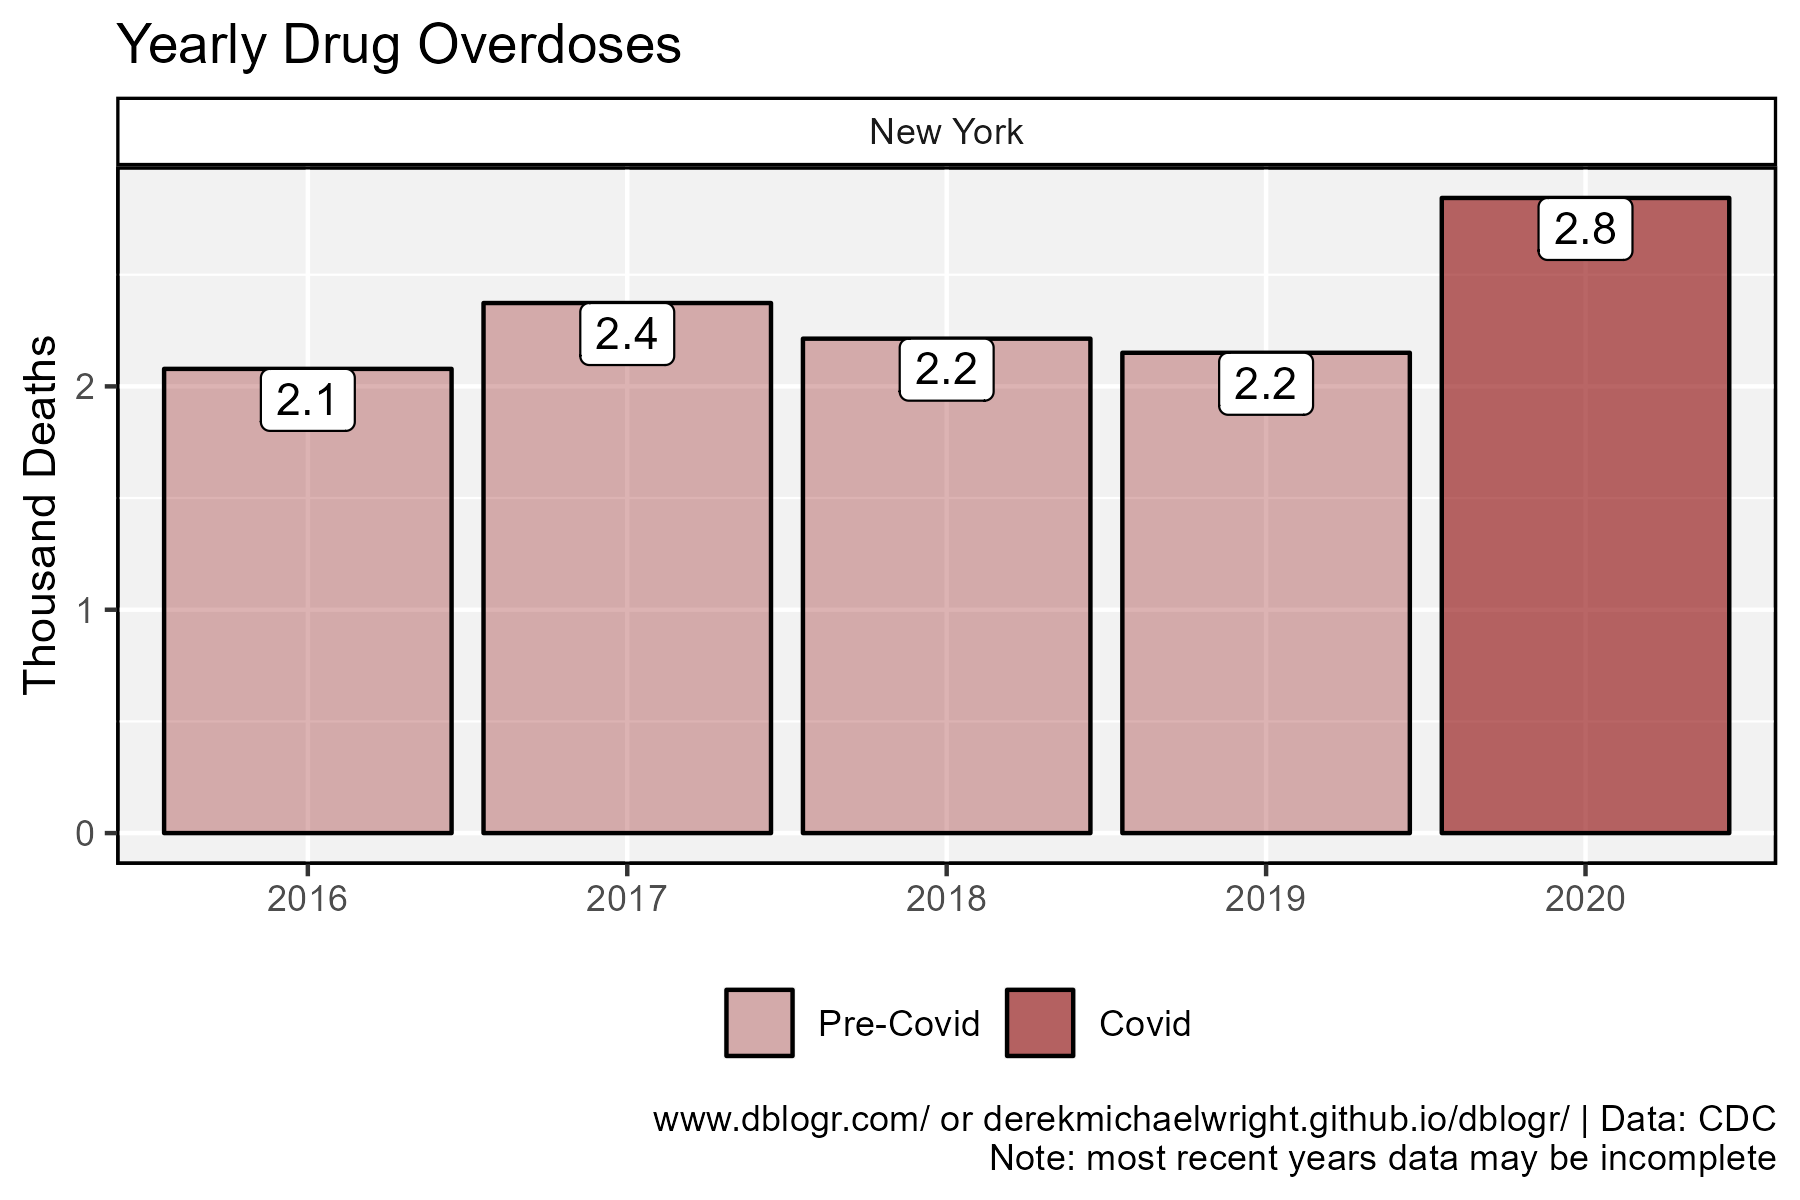 Yearly Drug Overdoses
New York
Thousand Deaths
2
1
0
2.1
2.4
2.2
2.2
2.8
2016
2017
2018
2019
2020
Pre-Covid
Covid
www.dblogr.com/ or derekmichaelwright.github.io/dblogr/ | Data: CDC
Note: most recent years data may be incomplete